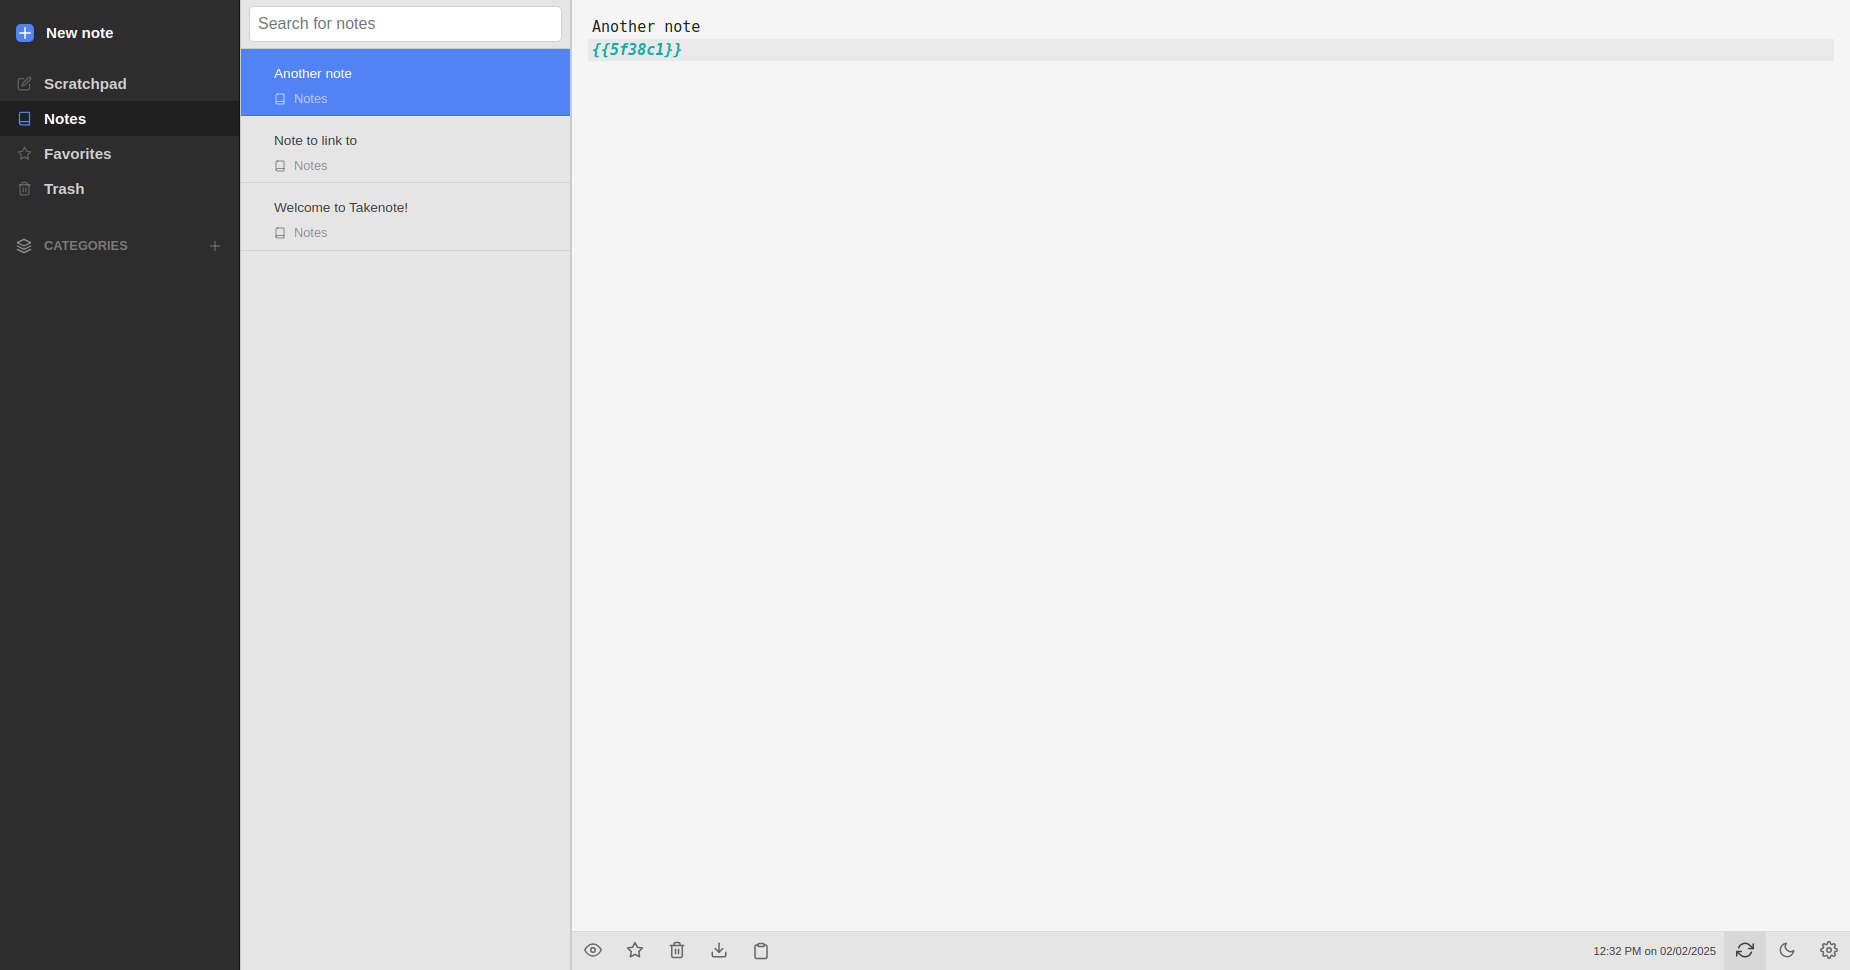 New note
Scratchpad
Notes
Favorites
Trash
CATEGORIES
Search for notes
Another note
Notes
Note to link to
Notes
Welcome to Takenote!
Notes
Another note
{{5f38c1}}
12:32 PM on 02/02/2025